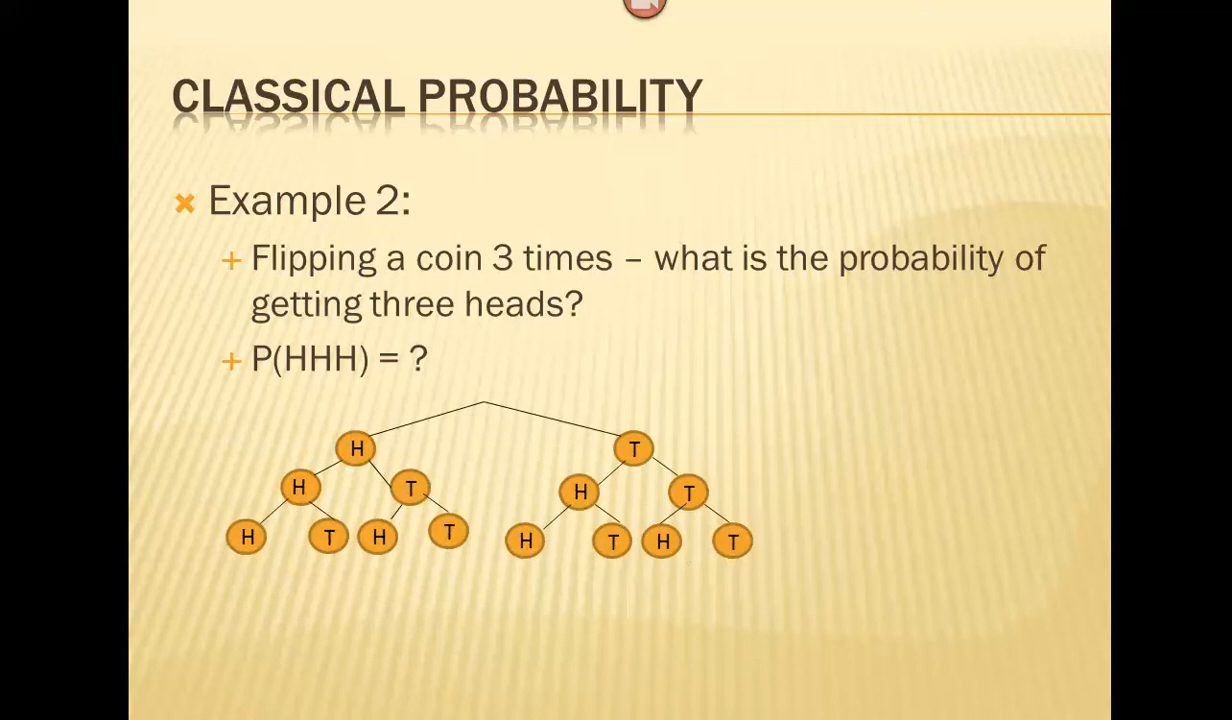 CLASSICAL PROBABILITY
Example 2:
Flipping a coin 3 times – what is the probability of
getting three heads?
P(HHH) = ?
H T
H T H T
H T H T H T H T